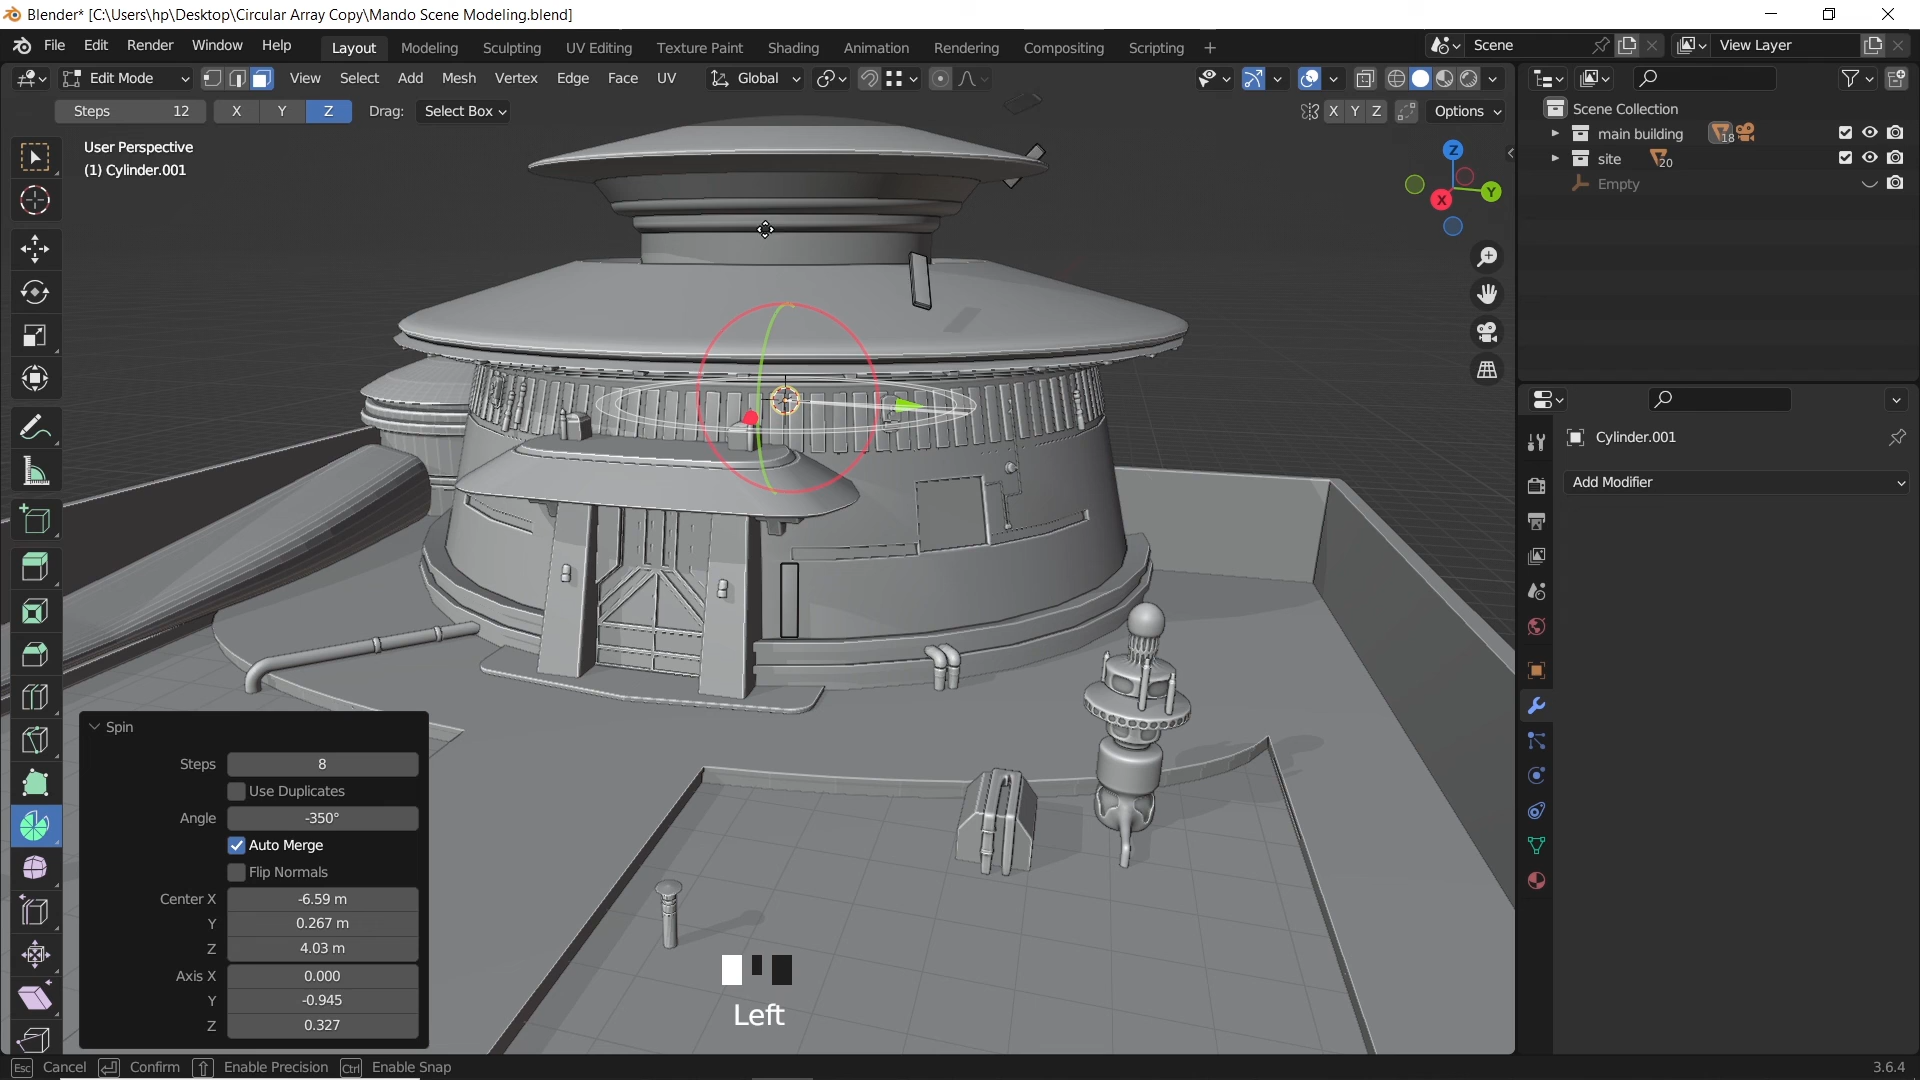 Blender* [C:\Users\hp\Desktop\Circular Array Copy\Mando Scene Modeling.blend]
File Edit Render Window Help Layout Modeling Sculpting UV Editing Texture Paint Shading Animation Rendering Compositing Scripting + Scene View Layer
Edit Mode View Select Add Mesh Vertex Edge Face UV Global
Steps 12 X Y Z Drag: Select Box X Y Z Options
User Perspective
(1) Cylinder.001
Z
Y
X
Scene Collection
main building 18
site 20
Empty
Cylinder.001
Add Modifier
Spin
Steps 8
Use Duplicates
Angle -350°
Auto Merge
Flip Normals
Center X -6.59 m
Y 0.267 m
Z 4.03 m
Axis X 0.000
Y -0.945
Z 0.327
Left
Esc Cancel Confirm Enable Precision Ctrl Enable Snap 3.6.4